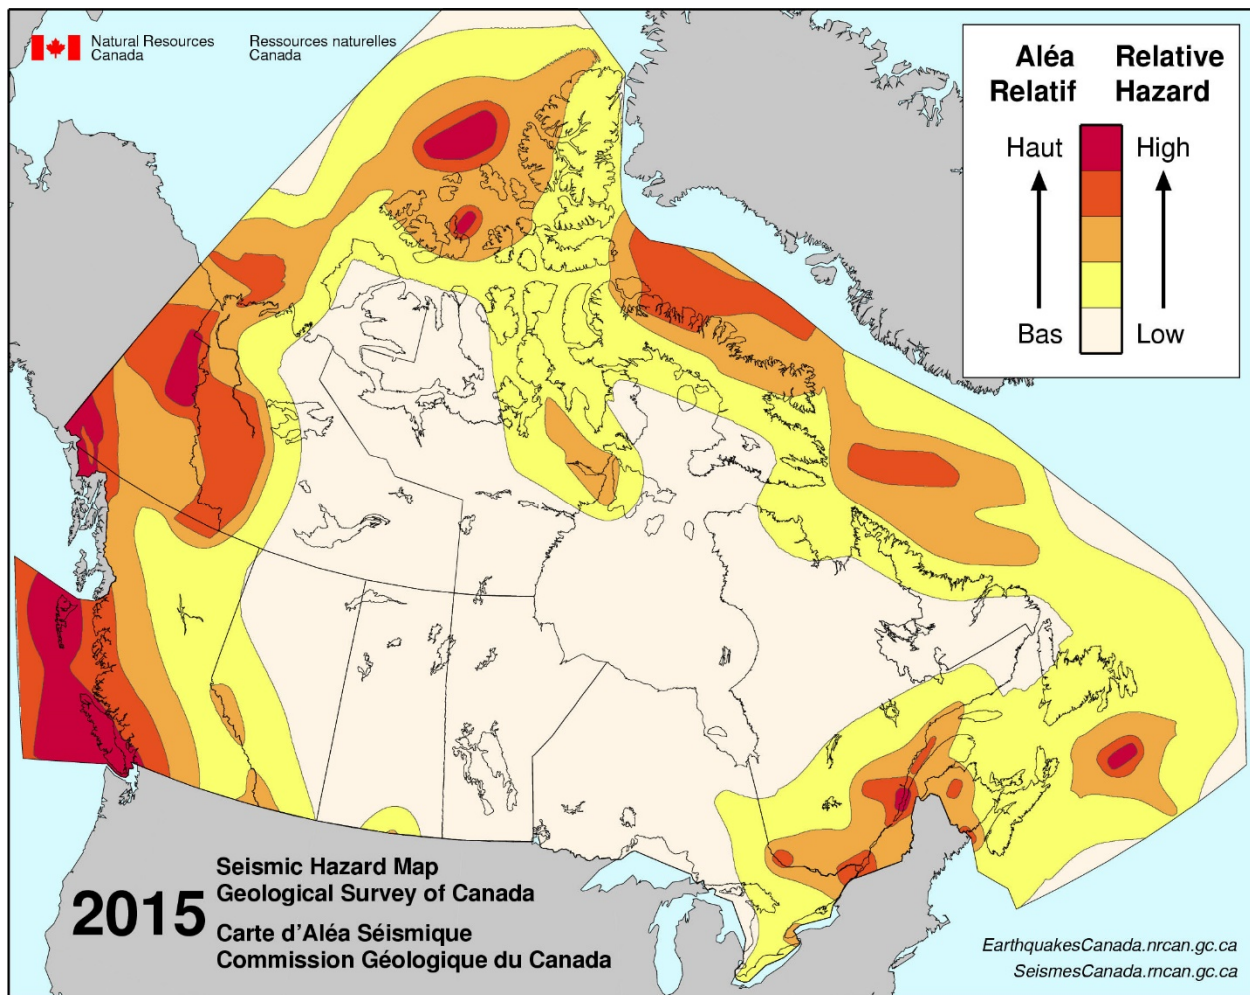 Natural Resources
Canada
Ressources naturelles
Canada
Aléa
Relatif
Relative
Hazard
Haut
High
Bas
Low
2015
Seismic Hazard Map
Geological Survey of Canada
Carte d'Aléa Séismique
Commission Géologique du Canada
EarthquakesCanada.nrcan.gc.ca
SeismesCanada.rncan.gc.ca